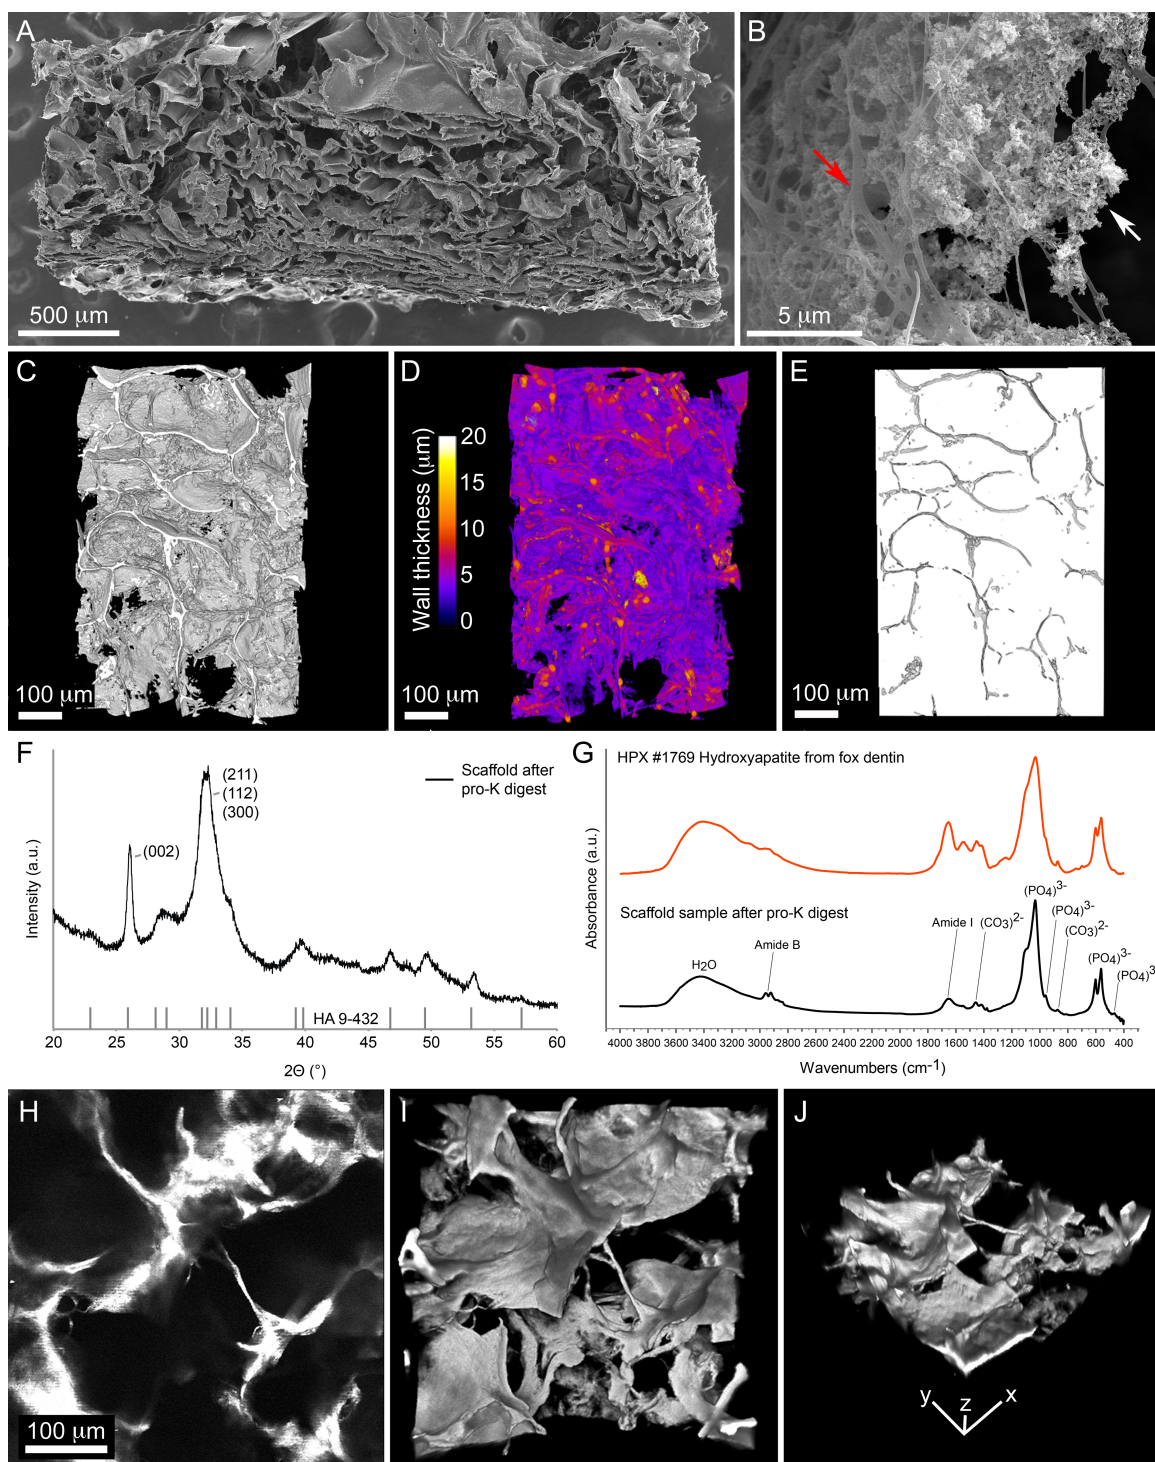 A
500 μm
B
5 μm
C
100 μm
D
Wall thickness (μm)
20
15
10
5
0
100 μm
E
100 μm
F
Intensity (a.u.)
(002)
(211)
(112)
(300)
Scaffold after
pro-K digest
HA 9-432
20 25 30 35 40 45 50 55 60
2Θ (°)
G
HPX #1769 Hydroxyapatite from fox dentin
Absorbance (a.u.)
Scaffold sample after pro-K digest
H2O
Amide B
Amide I
(CO3)2-
(PO4)3-
(PO4)3-
(CO3)2-
(PO4)3-
(PO4)3
4000 3800 3600 3400 3200 3000 2800 2600 2400 2200 2000 1800 1600 1400 1200 1000 800 600 400
Wavenumbers (cm-1)
H
100 μm
I
J
y
z
x